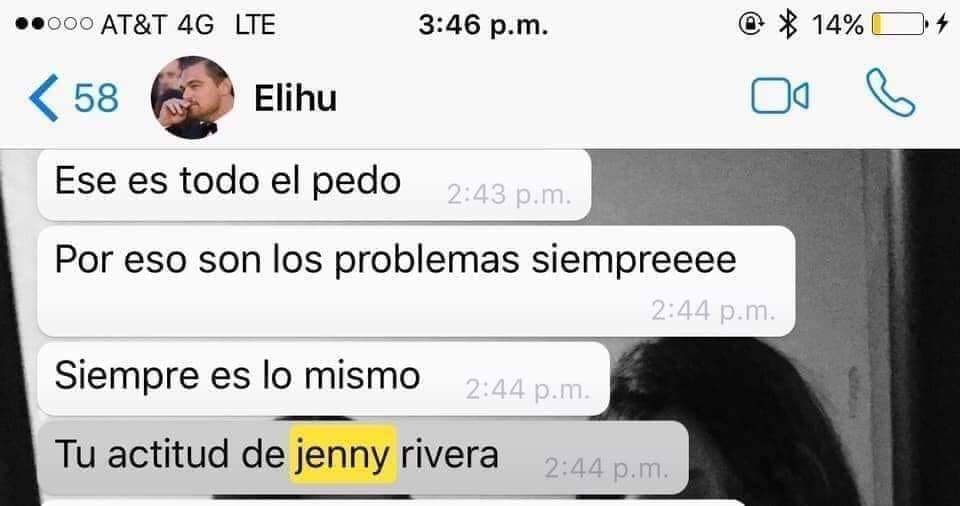 AT&T 4G LTE 3:46 p.m. 14%
58 Elihu
Ese es todo el pedo 2:43 p.m.
Por eso son los problemas siempreeee
2:44 p.m.
Siempre es lo mismo 2:44 p.m.
Tu actitud de jenny rivera 2:44 p.m.